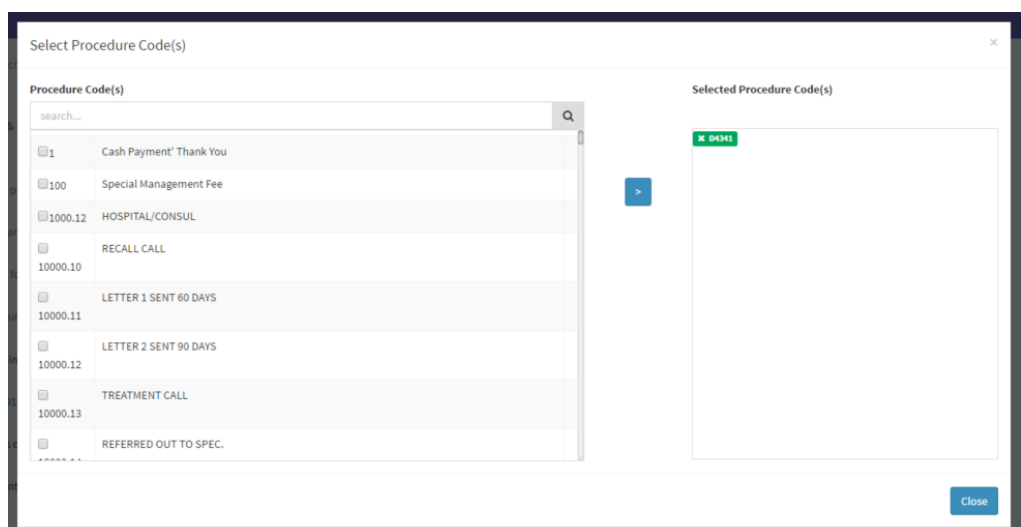 Select Procedure Code(s)
×
Procedure Code(s)
Selected Procedure Code(s)
search...
✖ D4341
1 Cash Payment' Thank You
100 Special Management Fee
>
1000.12 HOSPITAL/CONSUL
RECALL CALL
10000.10
LETTER 1 SENT 60 DAYS
10000.11
LETTER 2 SENT 90 DAYS
10000.12
TREATMENT CALL
10000.13
REFERRED OUT TO SPEC.
Close